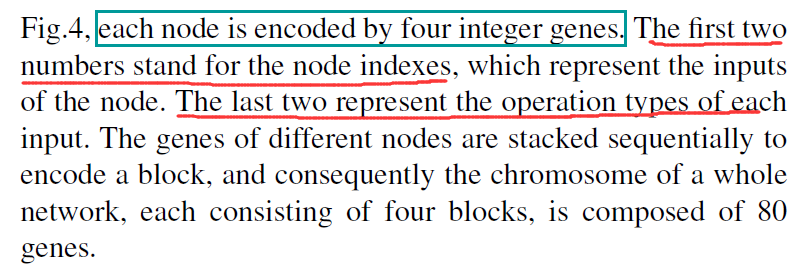 Fig.4, each node is encoded by four integer genes. The first two
numbers stand for the node indexes, which represent the inputs
of the node. The last two represent the operation types of each
input. The genes of different nodes are stacked sequentially to
encode a block, and consequently the chromosome of a whole
network, each consisting of four blocks, is composed of 80
genes.